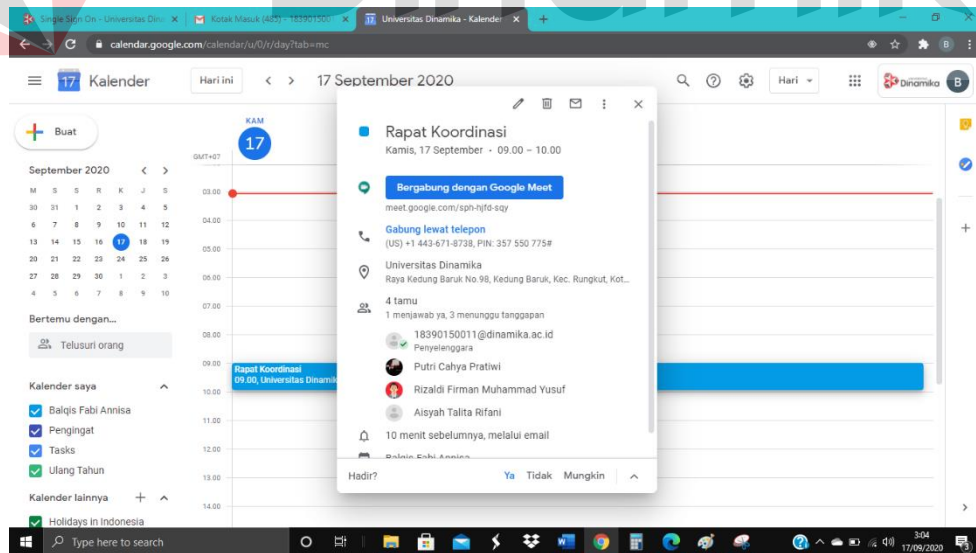 Single Sign On - Universitas Dina
Kotak Masuk (485) - 183901500
Universitas Dinamika - Kalender
calendar.google.com/calendar/u/0/r/day?tab=mc
17
Kalender
Hari ini
17 September 2020
Hari
Dinamika
B
Buat
KAM
17
GMT+07
September 2020
M S S R K J S
30 31 1 2 3 4 5
6 7 8 9 10 11 12
13 14 15 16 17 18 19
20 21 22 23 24 25 26
27 28 29 30 1 2 3
4 5 6 7 8 9 10
Bertemu dengan...
Telusuri orang
Kalender saya
Balqis Fabi Annisa
Pengingat
Tasks
Ulang Tahun
Kalender lainnya
Holidays in Indonesia
03.00
04.00
05.00
06.00
07.00
08.00
09.00
10.00
11.00
12.00
13.00
14.00
Rapat Koordinasi
09.00, Universitas Dinamik
Rapat Koordinasi
Kamis, 17 September · 09.00 – 10.00
Bergabung dengan Google Meet
meet.google.com/sph-hjfd-sqy
Gabung lewat telepon
(US) +1 443-671-8738, PIN: 357 550 775#
Universitas Dinamika
Raya Kedung Baruk No.98, Kedung Baruk, Kec. Rungkut, Kot...
4 tamu
1 menjawab ya, 3 menunggu tanggapan
18390150011@dinamika.ac.id
Penyelenggara
Putri Cahya Pratiwi
Rizaldi Firman Muhammad Yusuf
Aisyah Talita Rifani
10 menit sebelumnya, melalui email
Balqis Fabi Annisa
Hadir?
Ya Tidak Mungkin
Type here to search
3:04
17/09/2020